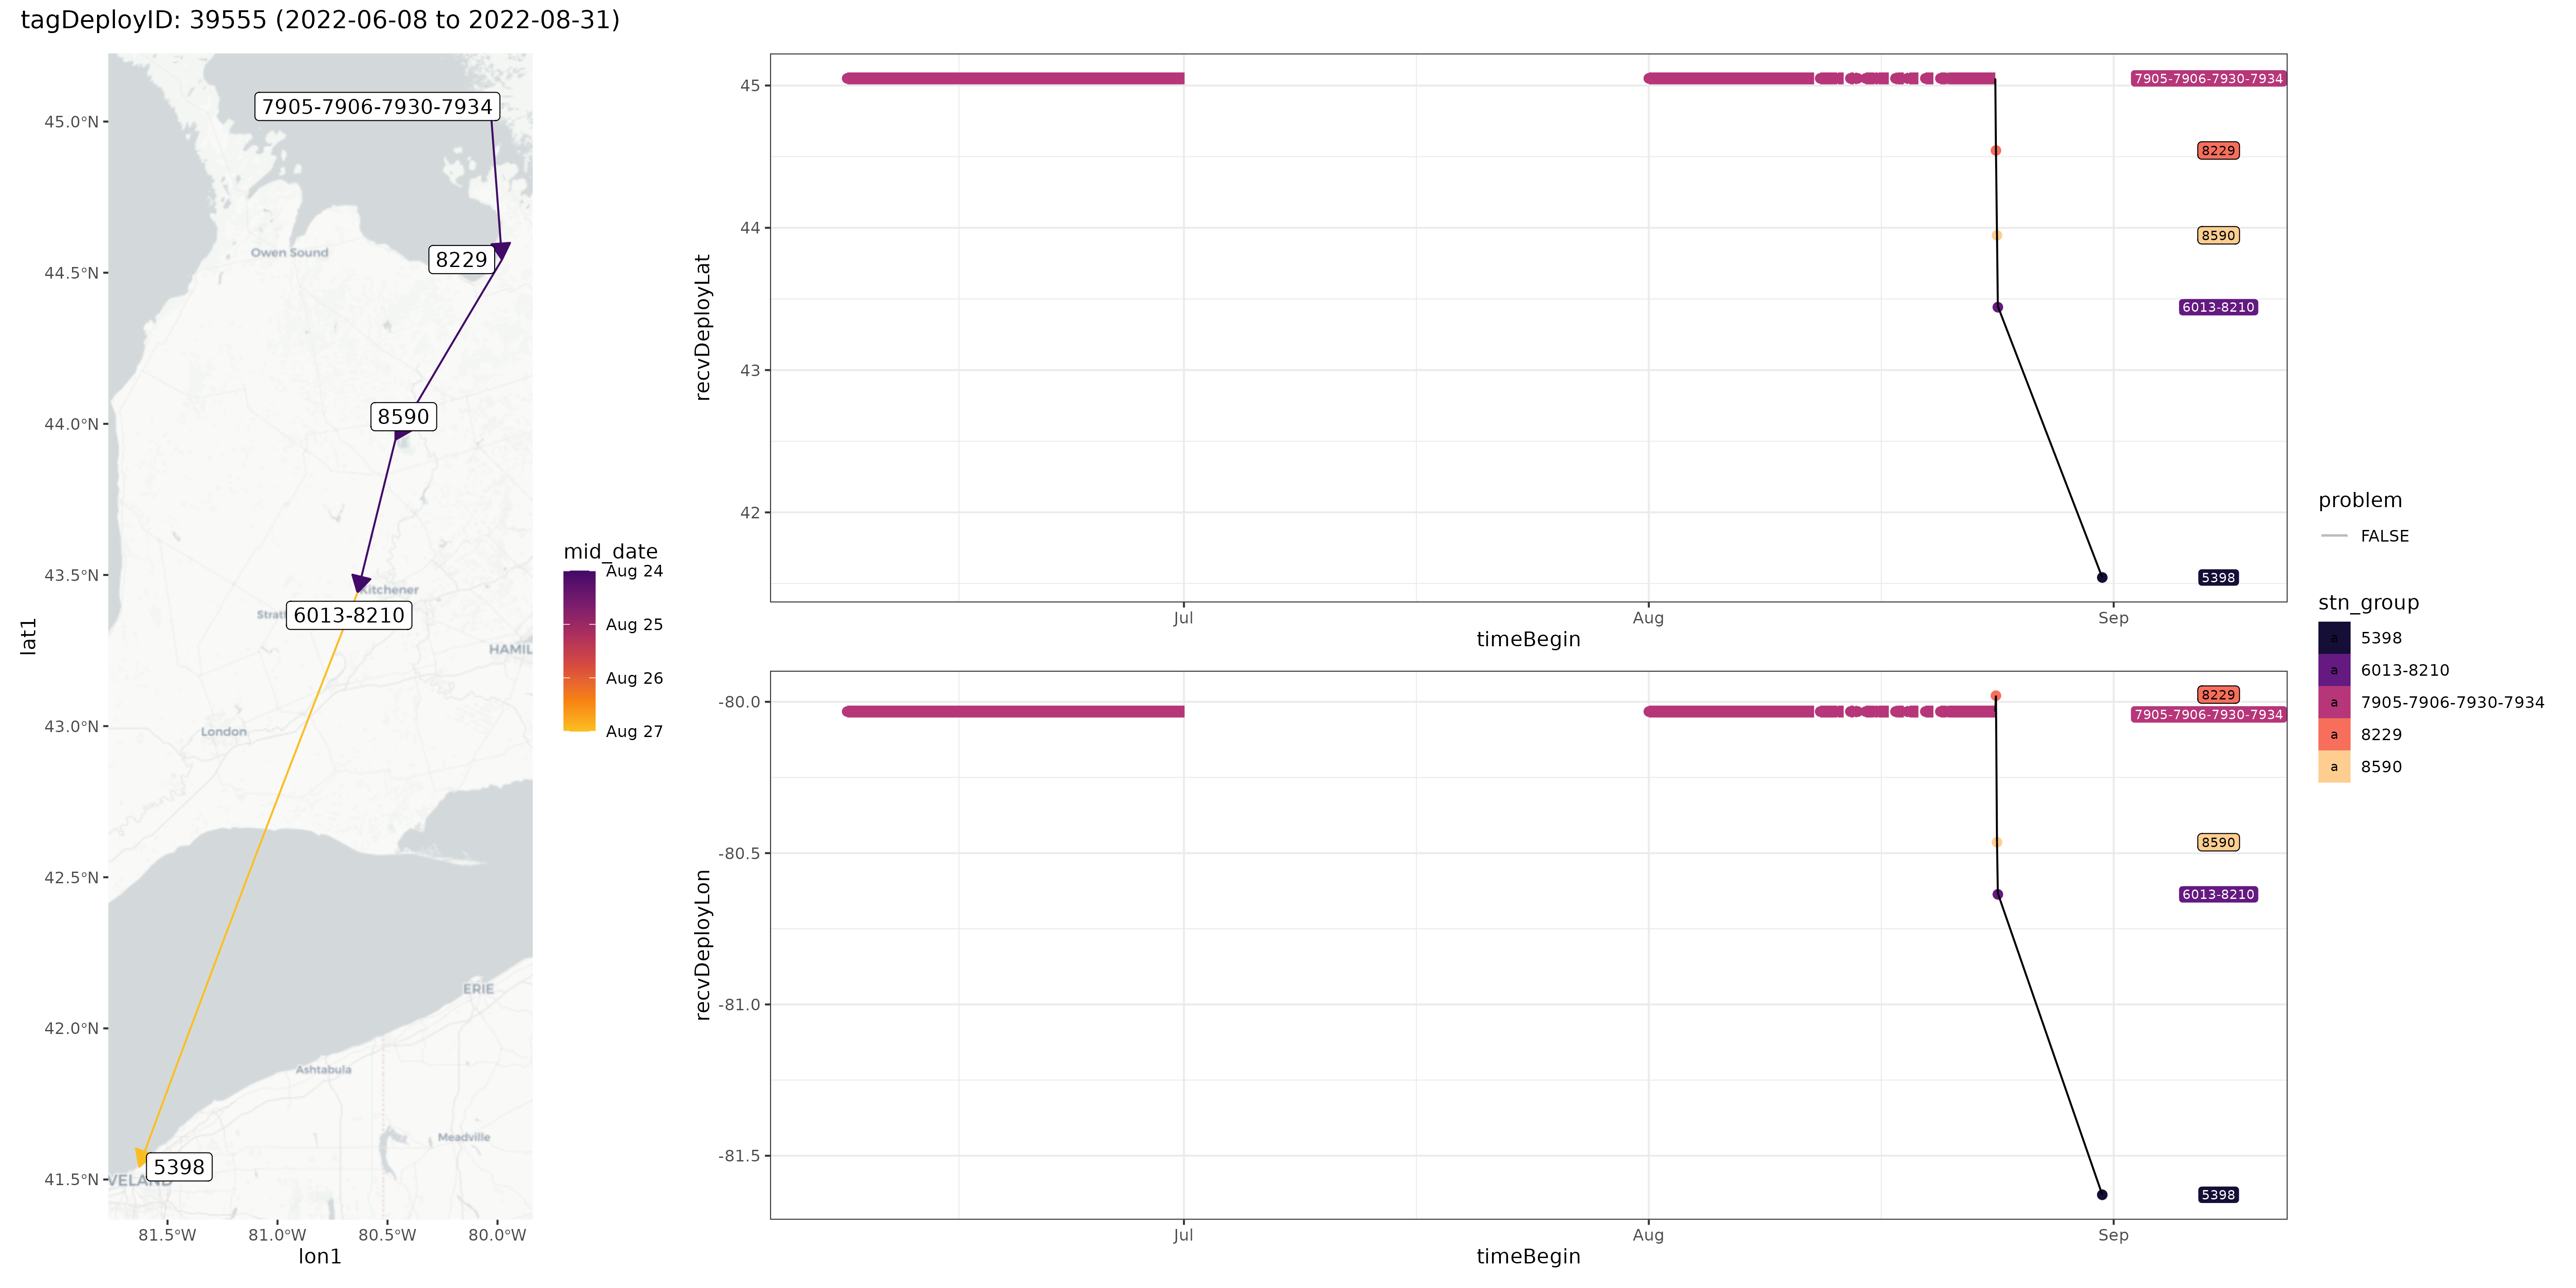 tagDeployID: 39555 (2022-06-08 to 2022-08-31)
lat1
45.0°N
44.5°N
44.0°N
43.5°N
43.0°N
42.5°N
42.0°N
41.5°N
7905-7906-7930-7934
Owen Sound
8229
8590
Kitchener
Strat
6013-8210
HAMIL
London
ERIE
Ashtabula
Meadville
5398
VELAND
81.5°W
81.0°W
80.5°W
80.0°W
lon1
mid_date
Aug 24
Aug 25
Aug 26
Aug 27
recvDeployLat
45
44
43
42
7905-7906-7930-7934
8229
8590
6013-8210
5398
Jul
Aug
Sep
timeBegin
recvDeployLon
-80.0
-80.5
-81.0
-81.5
8229
7905-7906-7930-7934
8590
6013-8210
5398
Jul
Aug
Sep
timeBegin
problem
FALSE
stn_group
a 5398
a 6013-8210
a 7905-7906-7930-7934
a 8229
a 8590